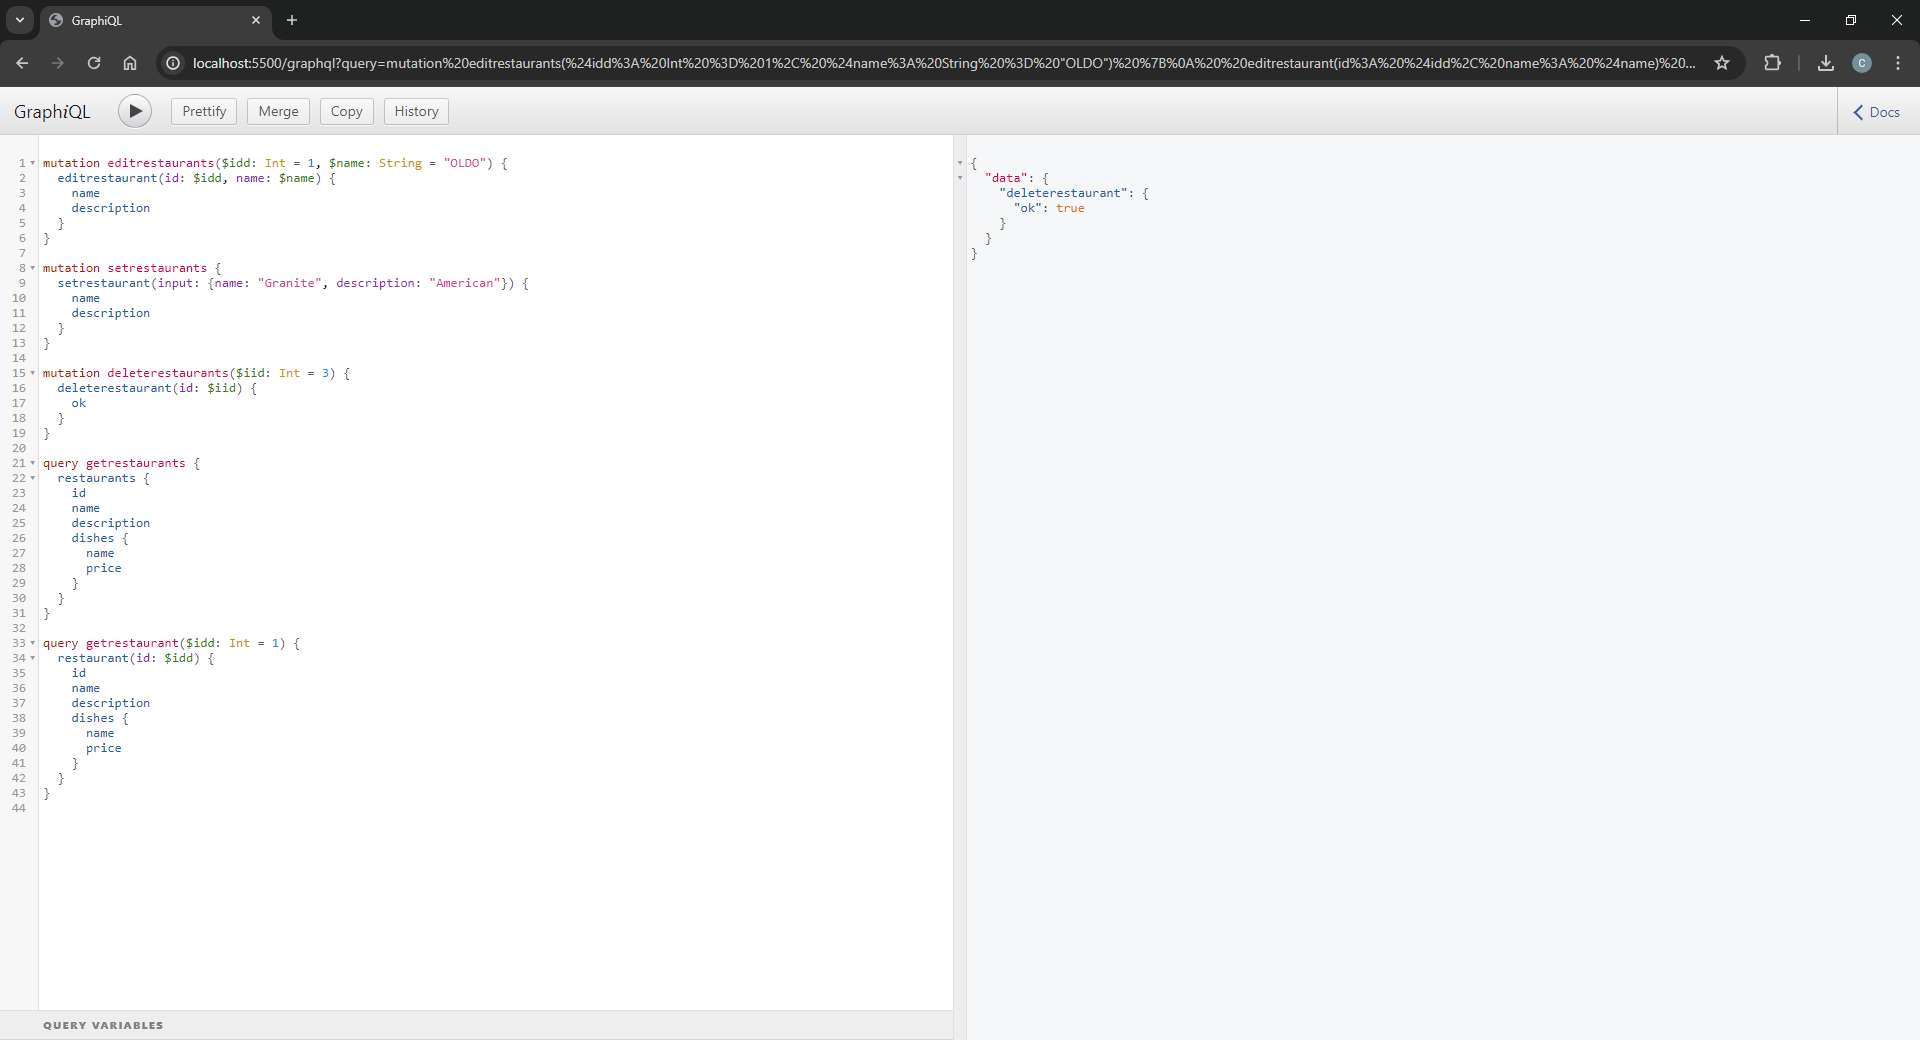 GraphiQL
localhost:5500/graphql?query=mutation%20editrestaurants(%24idd%3A%20Int%20%3D%201%2C%20%24name%3A%20String%20%3D%20"OLDO")%20%7B%0A%20%20editrestaurant(id%3A%20%24idd%2C%20name%3A%20%24name)%20...
C
GraphiQL Prettify Merge Copy History Docs
1 mutation editrestaurants($idd: Int = 1, $name: String = "OLDO") {
2 editrestaurant(id: $idd, name: $name) {
3 name
4 description
5 }
6 }
7
8 mutation setrestaurants {
9 setrestaurant(input: {name: "Granite", description: "American"}) {
10 name
11 description
12 }
13 }
14
15 mutation deleterestaurants($iid: Int = 3) {
16 deleterestaurant(id: $iid) {
17 ok
18 }
19 }
20
21 query getrestaurants {
22 restaurants {
23 id
24 name
25 description
26 dishes {
27 name
28 price
29 }
30 }
31 }
32
33 query getrestaurant($idd: Int = 1) {
34 restaurant(id: $idd) {
35 id
36 name
37 description
38 dishes {
39 name
40 price
41 }
42 }
43 }
44
QUERY VARIABLES
{
"data": {
"deleterestaurant": {
"ok": true
}
}
}